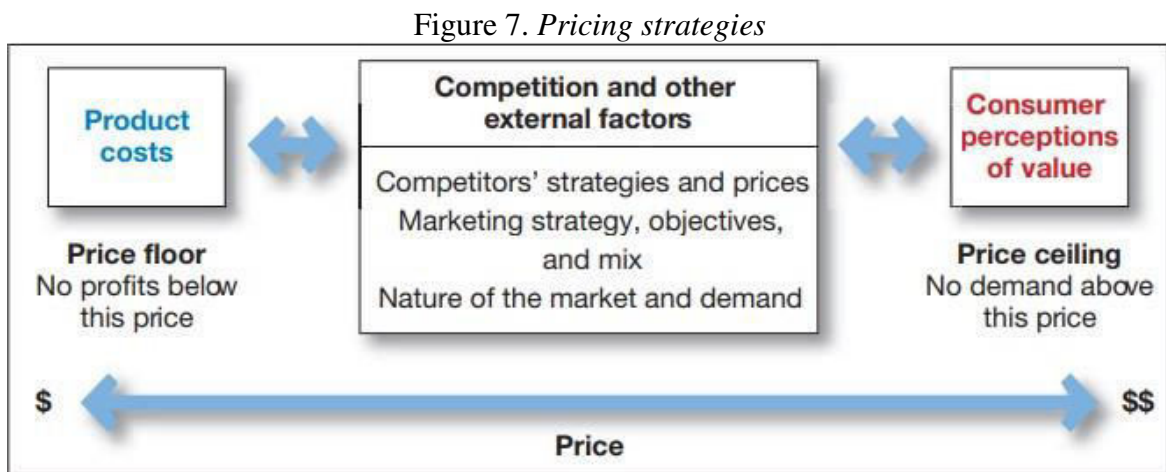 Figure 7. Pricing strategies
Product
costs
Price floor
No profits below
this price
Competition and other
external factors
Competitors' strategies and prices
Marketing strategy, objectives,
and mix
Nature of the market and demand
Consumer
perceptions
of value
Price ceiling
No demand above
this price
$
$$
Price